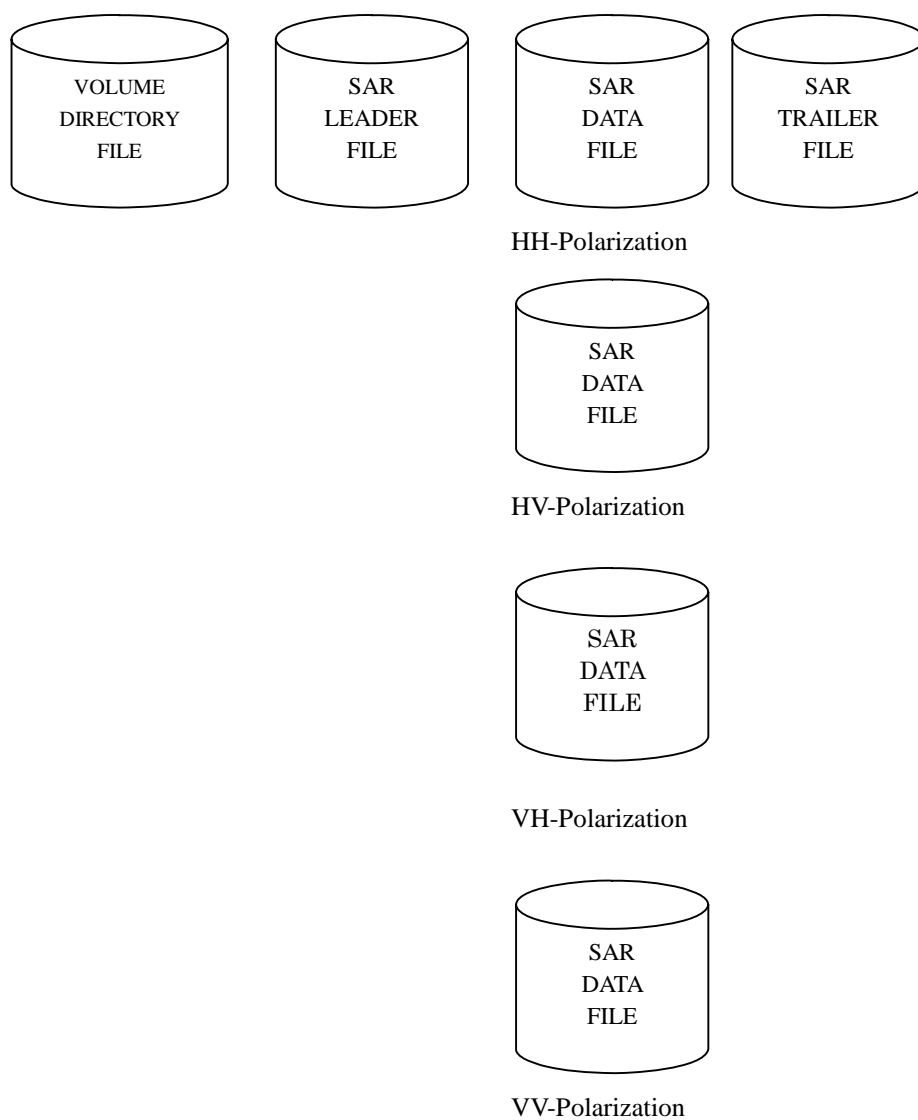 VOLUME
DIRECTORY
FILE
SAR
LEADER
FILE
SAR
DATA
FILE
SAR
TRAILER
FILE
HH-Polarization
SAR
DATA
FILE
HV-Polarization
SAR
DATA
FILE
VH-Polarization
SAR
DATA
FILE
VV-Polarization